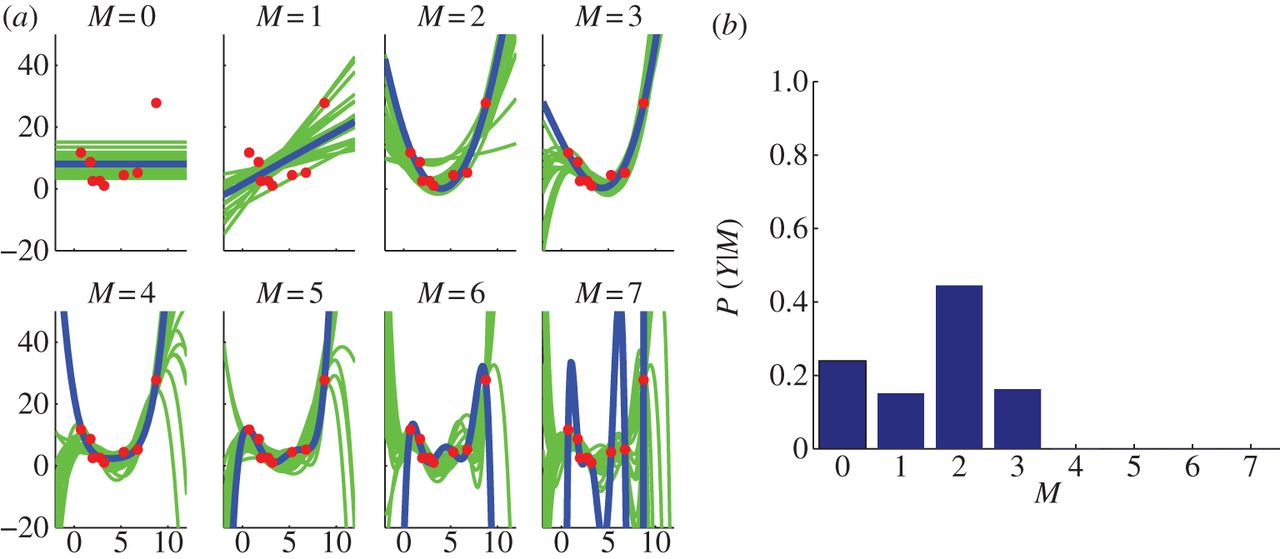 (a) M = 0 M = 1 M = 2 M = 3
40
20
0
−20
M = 4 M = 5 M = 6 M = 7
40
20
0
−20
0 5 10 0 5 10 0 5 10 0 5 10
(b)
1.0
0.8
0.6
0.4
0.2
0
P (Y|M)
0 1 2 3 4 5 6 7
M